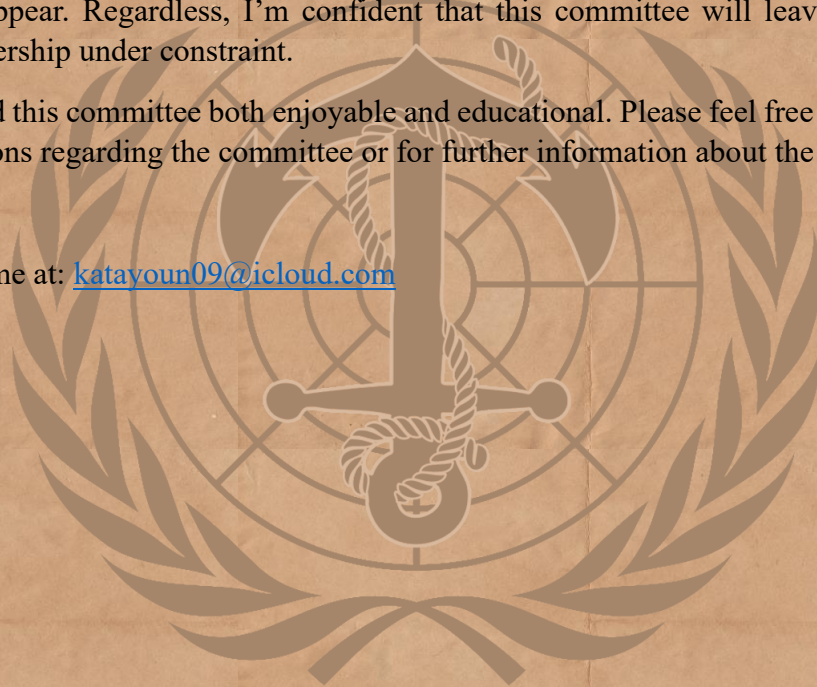 ppear. Regardless, I’m confident that this committee will leav
ership under constraint.
d this committee both enjoyable and educational. Please feel free
ons regarding the committee or for further information about the
me at: katayoun09@icloud.com